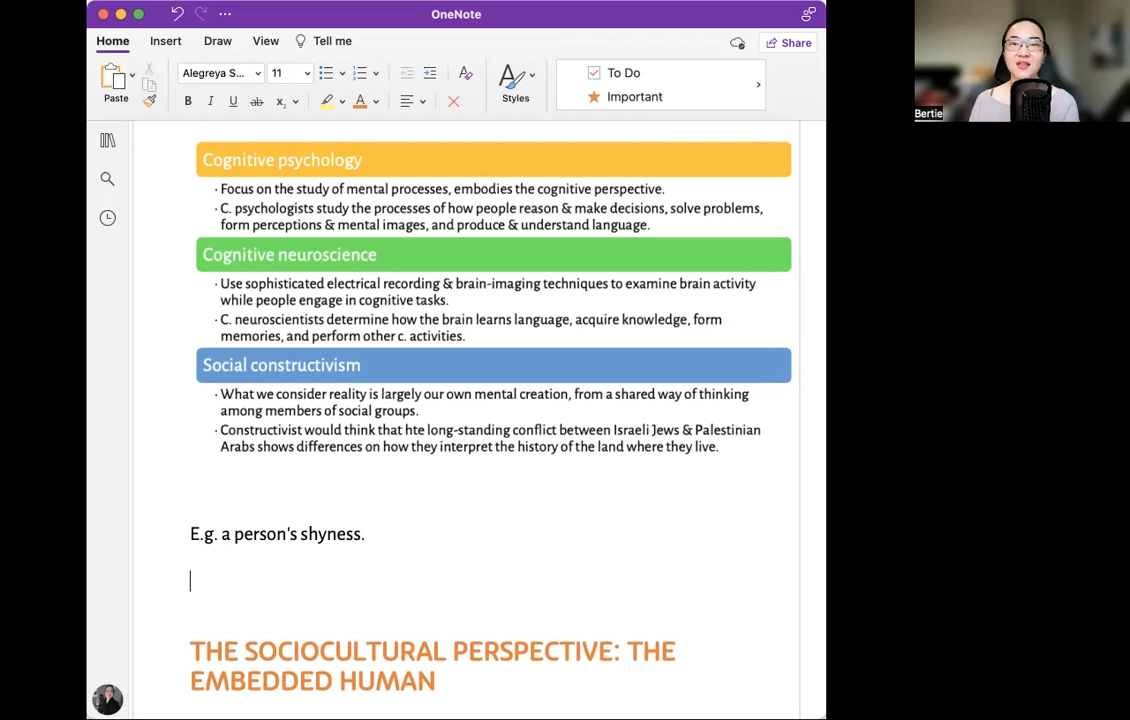 OneNote
Home Insert Draw View Tell me
Share
Paste
Alegreya S... 11
Styles
To Do
Important
Cognitive psychology
· Focus on the study of mental processes, embodies the cognitive perspective.
· C. psychologists study the processes of how people reason & make decisions, solve problems,
form perceptions & mental images, and produce & understand language.
Cognitive neuroscience
· Use sophisticated electrical recording & brain-imaging techniques to examine brain activity
while people engage in cognitive tasks.
· C. neuroscientists determine how the brain learns language, acquire knowledge, form
memories, and perform other c. activities.
Social constructivism
· What we consider reality is largely our own mental creation, from a shared way of thinking
among members of social groups.
· Constructivist would think that hte long-standing conflict between Israeli Jews & Palestinian
Arabs shows differences on how they interpret the history of the land where they live.
E.g. a person's shyness.
THE SOCIOCULTURAL PERSPECTIVE: THE
EMBEDDED HUMAN
Bertie